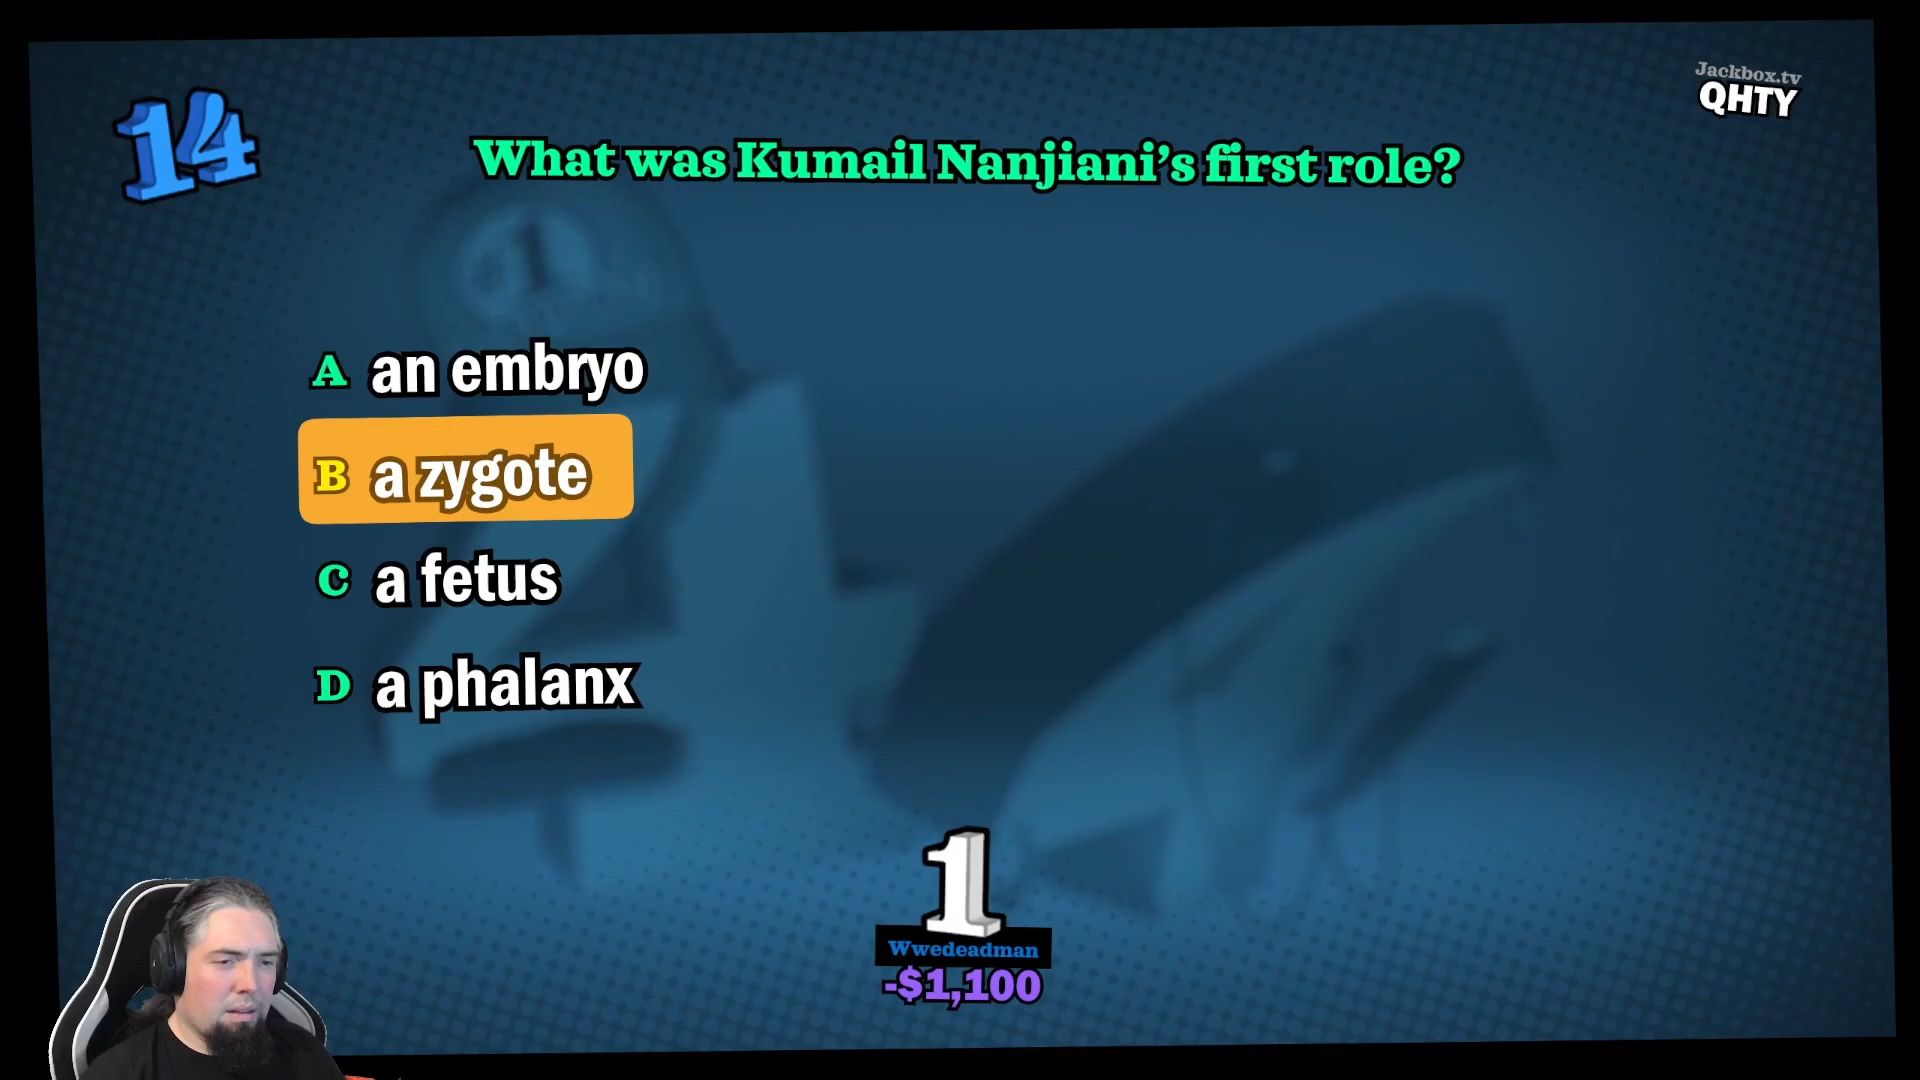 14
Jackbox.tv
QHTY
What was Kumail Nanjiani's first role?
1
A an embryo
B a zygote
C a fetus
D a phalanx
1
Wwedeadman
-$1,100